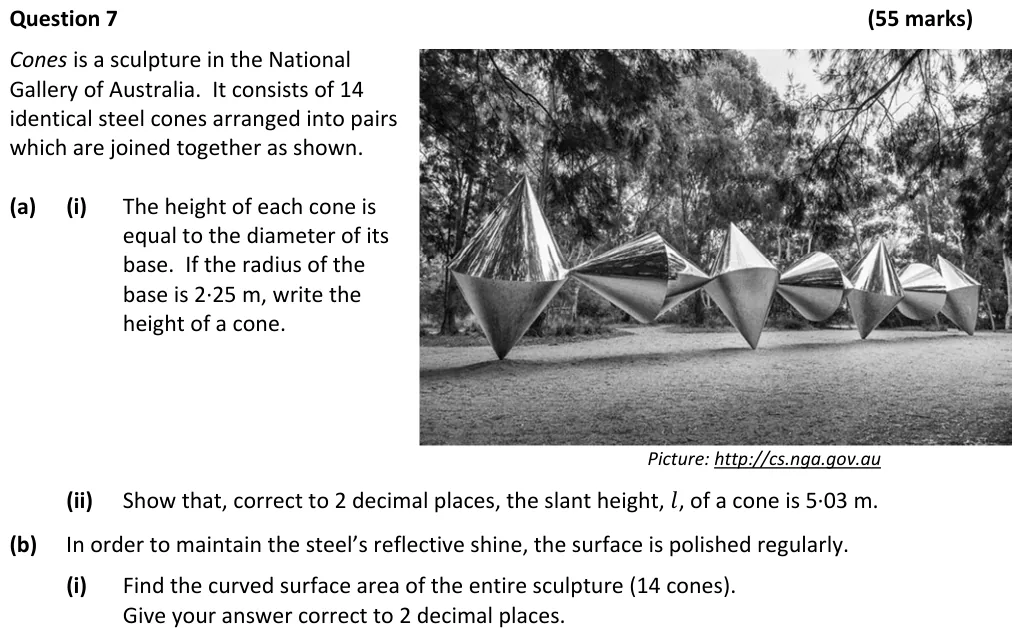 Question 7 (55 marks)
Cones is a sculpture in the National
Gallery of Australia. It consists of 14
identical steel cones arranged into pairs
which are joined together as shown.
(a) (i) The height of each cone is
equal to the diameter of its
base. If the radius of the
base is 2·25 m, write the
height of a cone.
Picture: http://cs.nga.gov.au
(ii) Show that, correct to 2 decimal places, the slant height, l, of a cone is 5·03 m.
(b) In order to maintain the steel’s reflective shine, the surface is polished regularly.
(i) Find the curved surface area of the entire sculpture (14 cones).
Give your answer correct to 2 decimal places.